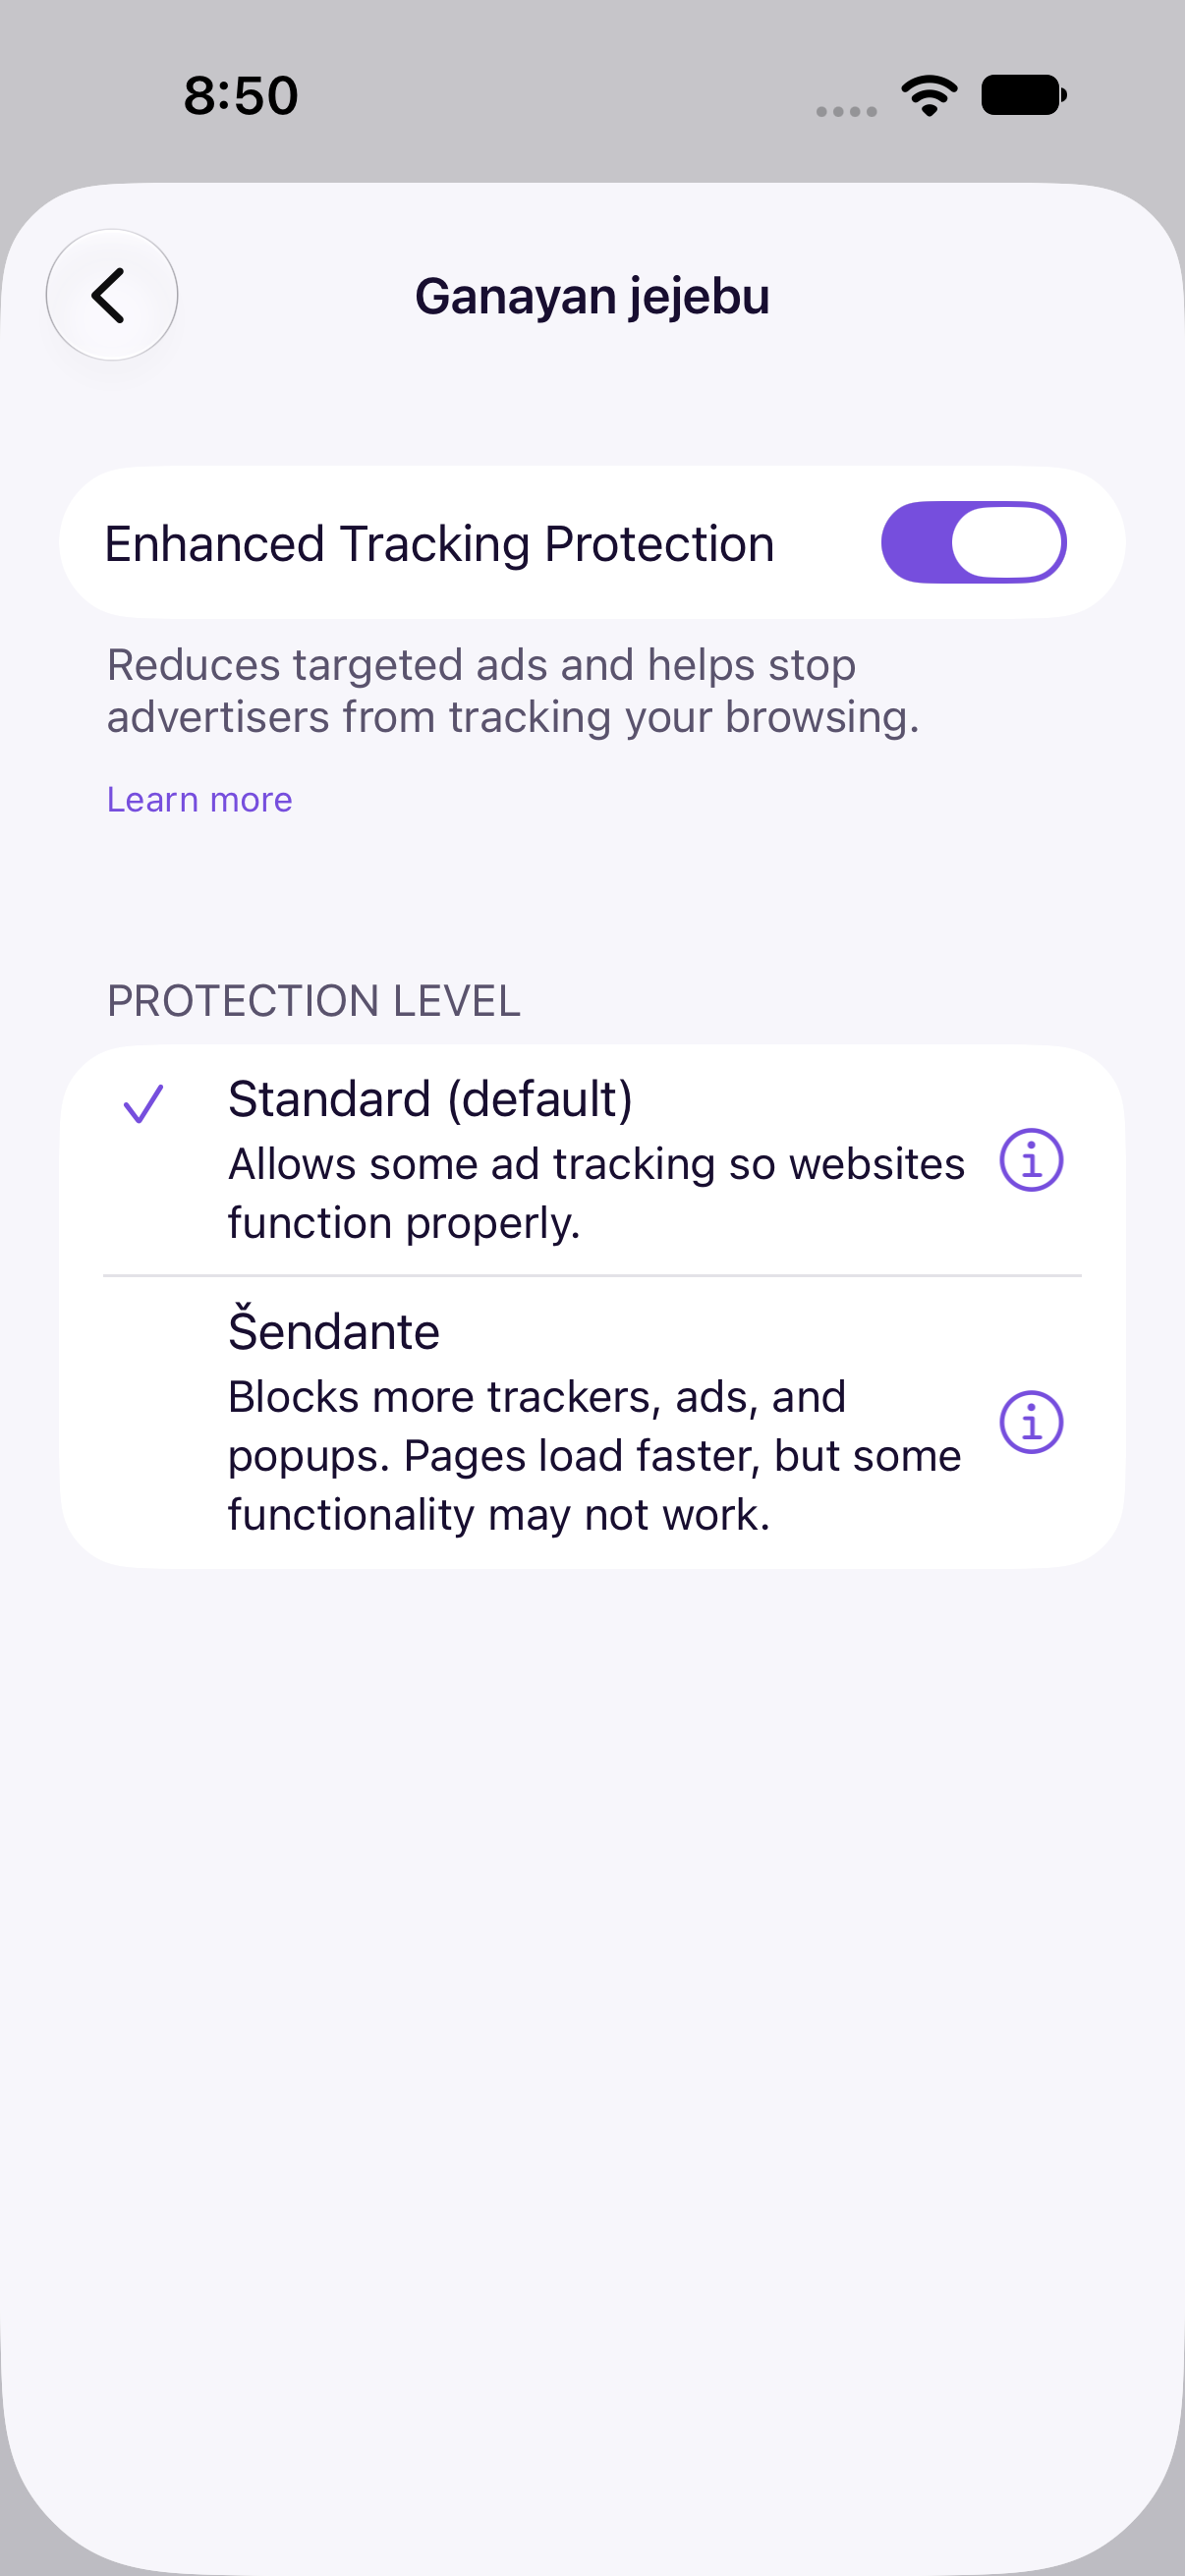 8:50
Ganayan jejebu
Enhanced Tracking Protection
Reduces targeted ads and helps stop
advertisers from tracking your browsing.
Learn more
PROTECTION LEVEL
Standard (default)
Allows some ad tracking so websites
function properly.
Šendante
Blocks more trackers, ads, and
popups. Pages load faster, but some
functionality may not work.